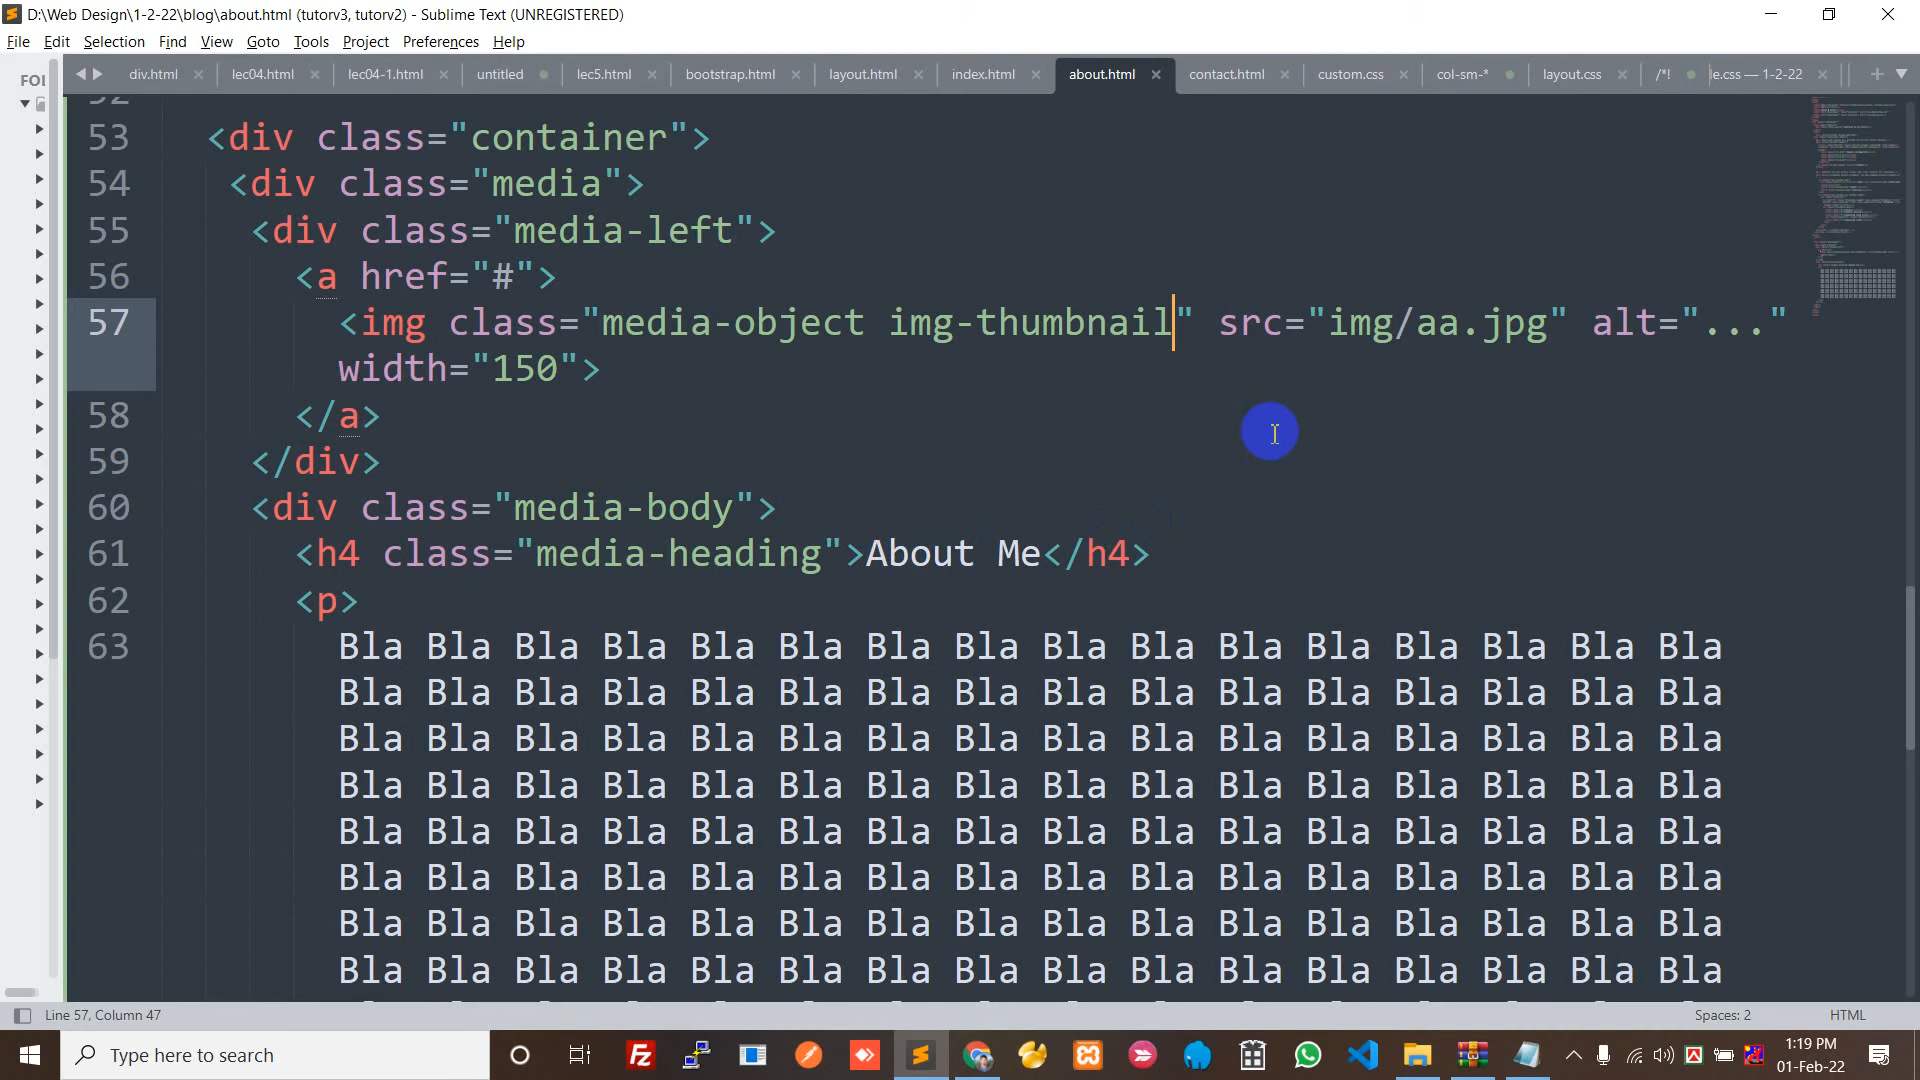 D:\Web Design\1-2-22\blog\about.html (tutorv3, tutorv2) - Sublime Text (UNREGISTERED)
File Edit Selection Find View Goto Tools Project Preferences Help
FOI
div.html lec04.html lec04-1.html untitled lec5.html bootstrap.html layout.html index.html about.html contact.html custom.css col-sm-* layout.css /*! le.css — 1-2-22
52
53 <div class="container">
54 <div class="media">
55 <div class="media-left">
56 <a href="#">
57 <img class="media-object img-thumbnail" src="img/aa.jpg" alt="..."
width="150">
58 </a>
59 </div>
60 <div class="media-body">
61 <h4 class="media-heading">About Me</h4>
62 <p>
63 Bla Bla Bla Bla Bla Bla Bla Bla Bla Bla Bla Bla Bla Bla Bla Bla
Bla Bla Bla Bla Bla Bla Bla Bla Bla Bla Bla Bla Bla Bla Bla Bla
Bla Bla Bla Bla Bla Bla Bla Bla Bla Bla Bla Bla Bla Bla Bla Bla
Bla Bla Bla Bla Bla Bla Bla Bla Bla Bla Bla Bla Bla Bla Bla Bla
Bla Bla Bla Bla Bla Bla Bla Bla Bla Bla Bla Bla Bla Bla Bla Bla
Bla Bla Bla Bla Bla Bla Bla Bla Bla Bla Bla Bla Bla Bla Bla Bla
Bla Bla Bla Bla Bla Bla Bla Bla Bla Bla Bla Bla Bla Bla Bla Bla
Bla Bla Bla Bla Bla Bla Bla Bla Bla Bla Bla Bla Bla Bla Bla Bla
Line 57, Column 47 Spaces: 2 HTML
Type here to search
1:19 PM
01-Feb-22